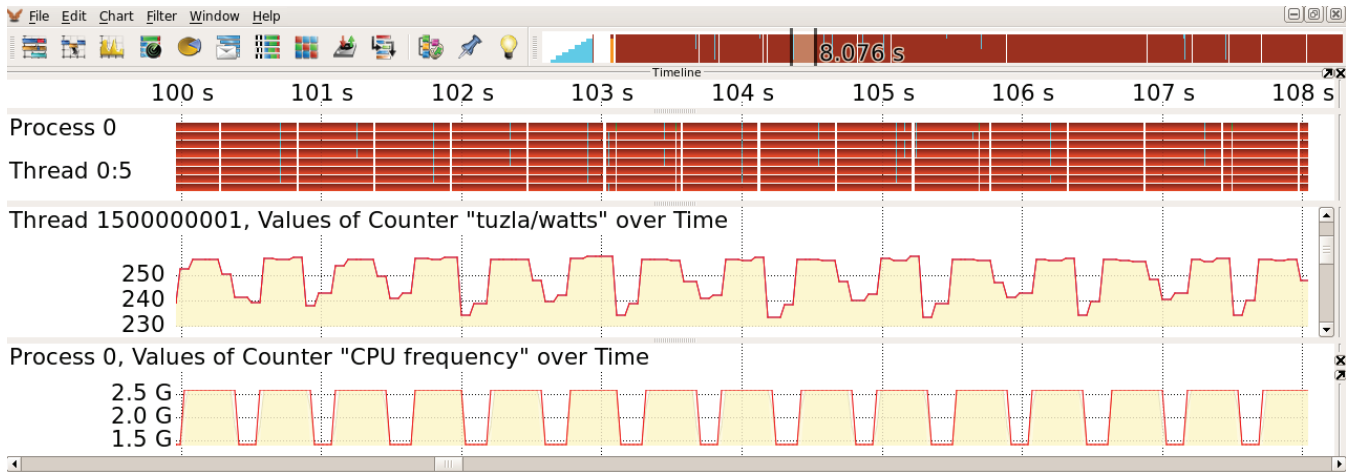 File Edit Chart Filter Window Help
8.076 s
Timeline
100 s 101 s 102 s 103 s 104 s 105 s 106 s 107 s 108 s
Process 0
Thread 0:5
Thread 1500000001, Values of Counter "tuzla/watts" over Time
250
240
230
Process 0, Values of Counter "CPU frequency" over Time
2.5 G
2.0 G
1.5 G